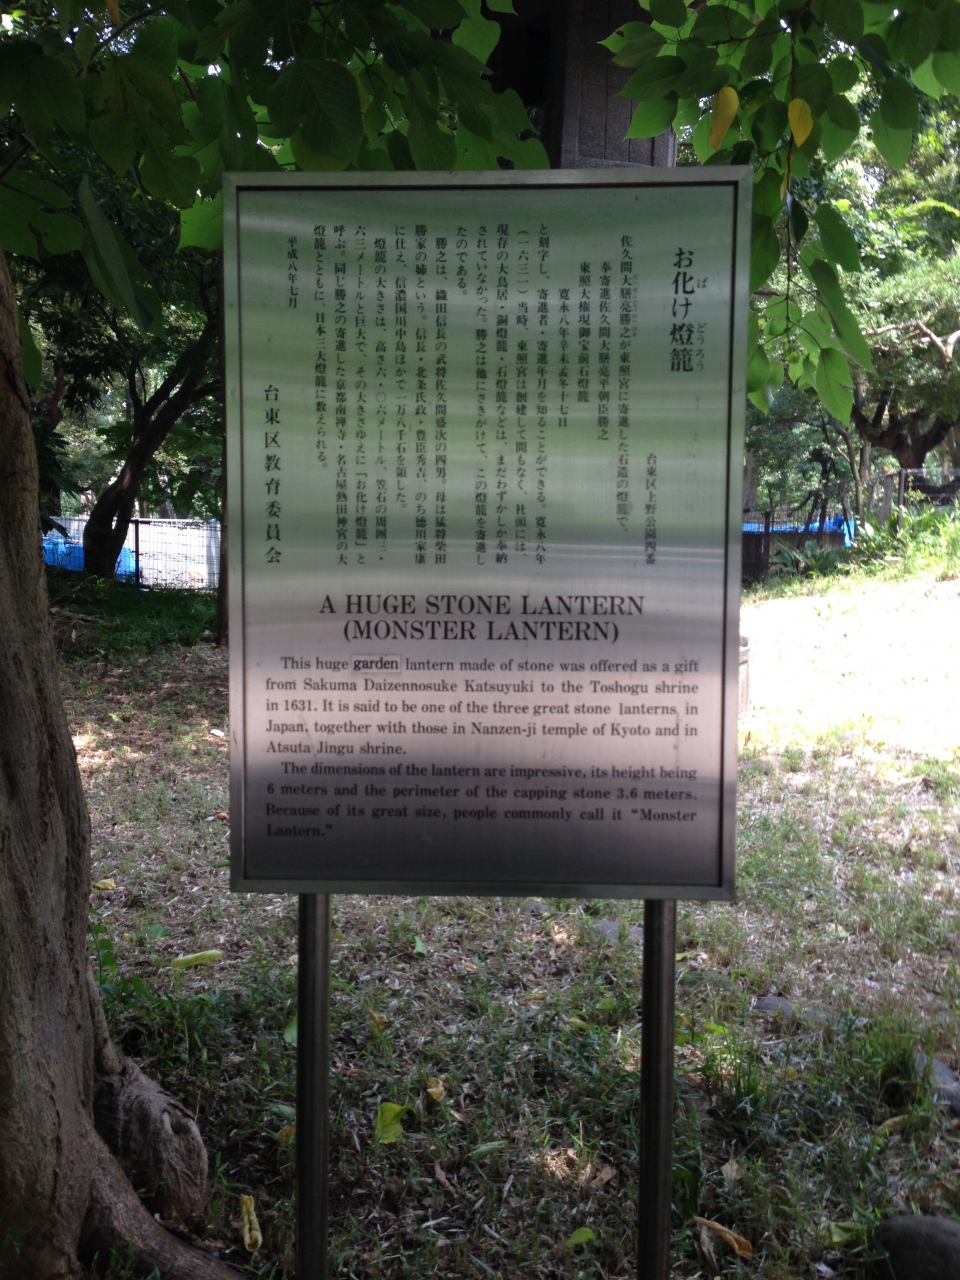 お化け燈籠
ばどうろう
台東区上野公園四番
佐久間大膳亮勝之が東照宮に寄進した石造の燈籠で、
奉寄進佐久間大膳亮平朝臣勝之
東照大権現御宝前石燈籠
寛永八年辛未孟冬十七日
と刻字し、寄進者・寄進年月を知ることができる。寛永八年
(一六三一)当時、東照宮は創建して間もなく、社頭には、
現存の大鳥居・銅燈籠・石燈籠などは、まだわずかしか奉納
されていなかった。勝之は他にさきがけて、この燈籠を寄進し
たのである。
勝之は、織田信長の武将佐久間盛次の四男。母は猛将柴田
勝家の姉という。信長・北条氏政・豊臣秀吉、のち徳川家康
に仕え、信濃国川中島ほかで一万八千石を領した。
燈籠の大きさは、高さ六・〇六メートル、笠石の周囲三・
六三メートルと巨大で、その大きさゆえに「お化け燈籠」と
呼ぶ。同じ勝之の寄進した京都南禅寺・名古屋熱田神宮の大
燈籠とともに、日本三大燈籠に数えられる。
平成八年七月
台東区教育委員会
A HUGE STONE LANTERN
(MONSTER LANTERN)
This huge garden lantern made of stone was offered as a gift
from Sakuma Daizennosuke Katsuyuki to the Toshogu shrine
in 1631. It is said to be one of the three great stone lanterns in
Japan, together with those in Nanzen-ji temple of Kyoto and in
Atsuta Jingu shrine.
The dimensions of the lantern are impressive, its height being
6 meters and the perimeter of the capping stone 3.6 meters.
Because of its great size, people commonly call it "Monster
Lantern."